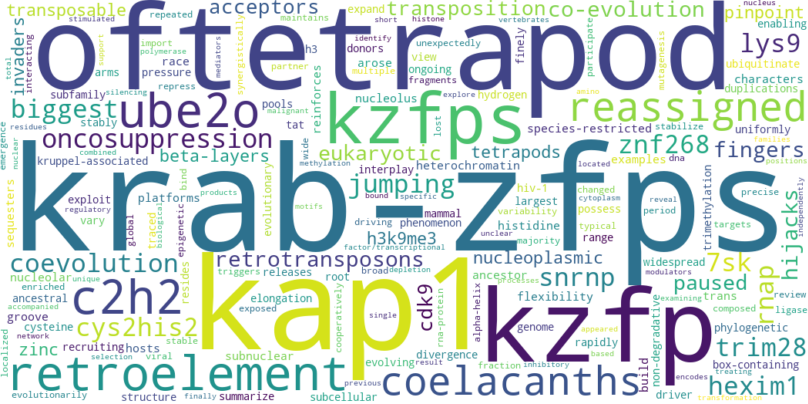 transposable
stimulated
repeated
acceptors
expand
transposition
co-evolution
pinpoint
nucleus
histone
import
polymerase
maintains
short
vertebrates
enabling
invaders
total
interacting
support
oftetrapod
mediators
synergistically
race
arms
pressure
donors
arose
h3
partner
multiple
identify
unexpectedly
view
ongoing
fragments
finely
participate
mutagenesis
ubiquitinate
characters
duplications
lys9
subfamily
repress
silencing
biggest
ube2o
pools
malignant
reinforces
nucleolus
kzfps
explore
hydrogen
amino
reassigned
families
positions
emergence
residues
stably
combined
nuclear
oncosuppression
tat
wide
lost
species-restricted
stabilize
uniformly
znf268
fingers
independently
kruppel-associated
beta-layers
eukaryotic
tetrapods
examples
dna
methylation
interplay
heterochromatin
located
cytoplasm
trimethylation
reveal
period
precise
sequesters
exploit
regulatory
platforms
vary
traced
biological
epigenetic
products
bind
evolutionary
motifs
krab-zfps
jumping
bound
specific
hiv-1
variability
driving
phenomenon
mammal
h3k9me3
factor
transcriptional
largest
histidine
unclear
majority
changed
possess
typical
range
targets
modulators
hijacks
coevolution
global
retrotransposons
nucleoplasmic
7sk
widespread
paused
review
ligase
nucleolar
unique
enriched
ancestral
accompanied
c2h2
resides
triggers
releases
root
broad
depletion
processes
ancestor
snrnp
flexibility
trans
composed
rnap
groove
cysteine
network
cys2his2
stable
elongation
exposed
kap1
cooperatively
single
rna-protein
cdk9
alpha-helix
kzfp
appeared
genome
rapidly
based
non-degradative
examining
phylogenetic
trim28
box-containing
treating
localized
zinc
recruiting
hosts
selection
viral
subnuclear
evolving
divergence
result
fraction
build
driver
encodes
hexim1
retroelement
evolutionarily
structure
finally
summarize
subcellular
previous
coelacanths
inhibitory
transformation